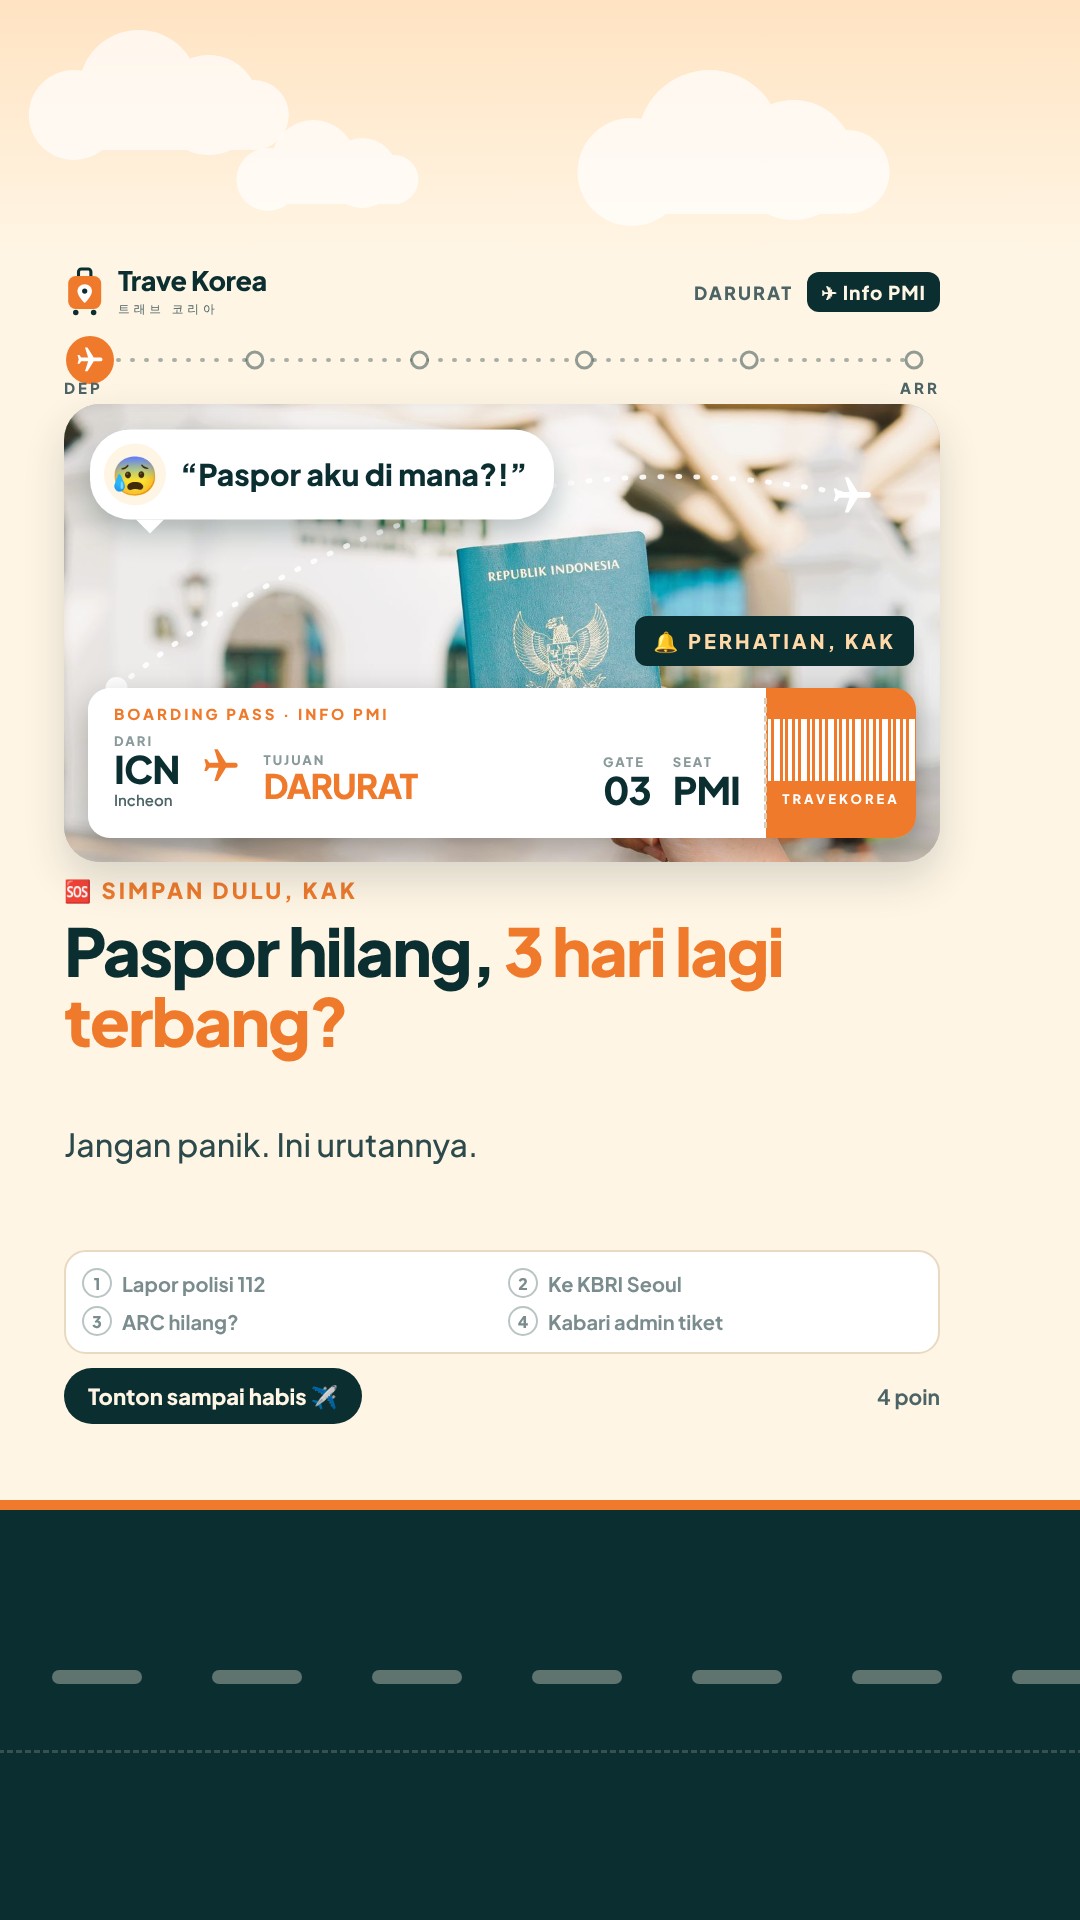 Trave Korea
트래브 코리아
DARURAT
✈ Info PMI
DEP
ARR
“Paspor aku di mana?!”
REPUBLIK INDONESIA
🔔 PERHATIAN, KAK
BOARDING PASS · INFO PMI
DARI
ICN
Incheon
TUJUAN
DARURAT
GATE
03
SEAT
PMI
TRAVEKOREA
🆘 SIMPAN DULU, KAK
Paspor hilang, 3 hari lagi
terbang?
Jangan panik. Ini urutannya.
1 Lapor polisi 112
2 Ke KBRI Seoul
3 ARC hilang?
4 Kabari admin tiket
Tonton sampai habis ✈️
4 poin